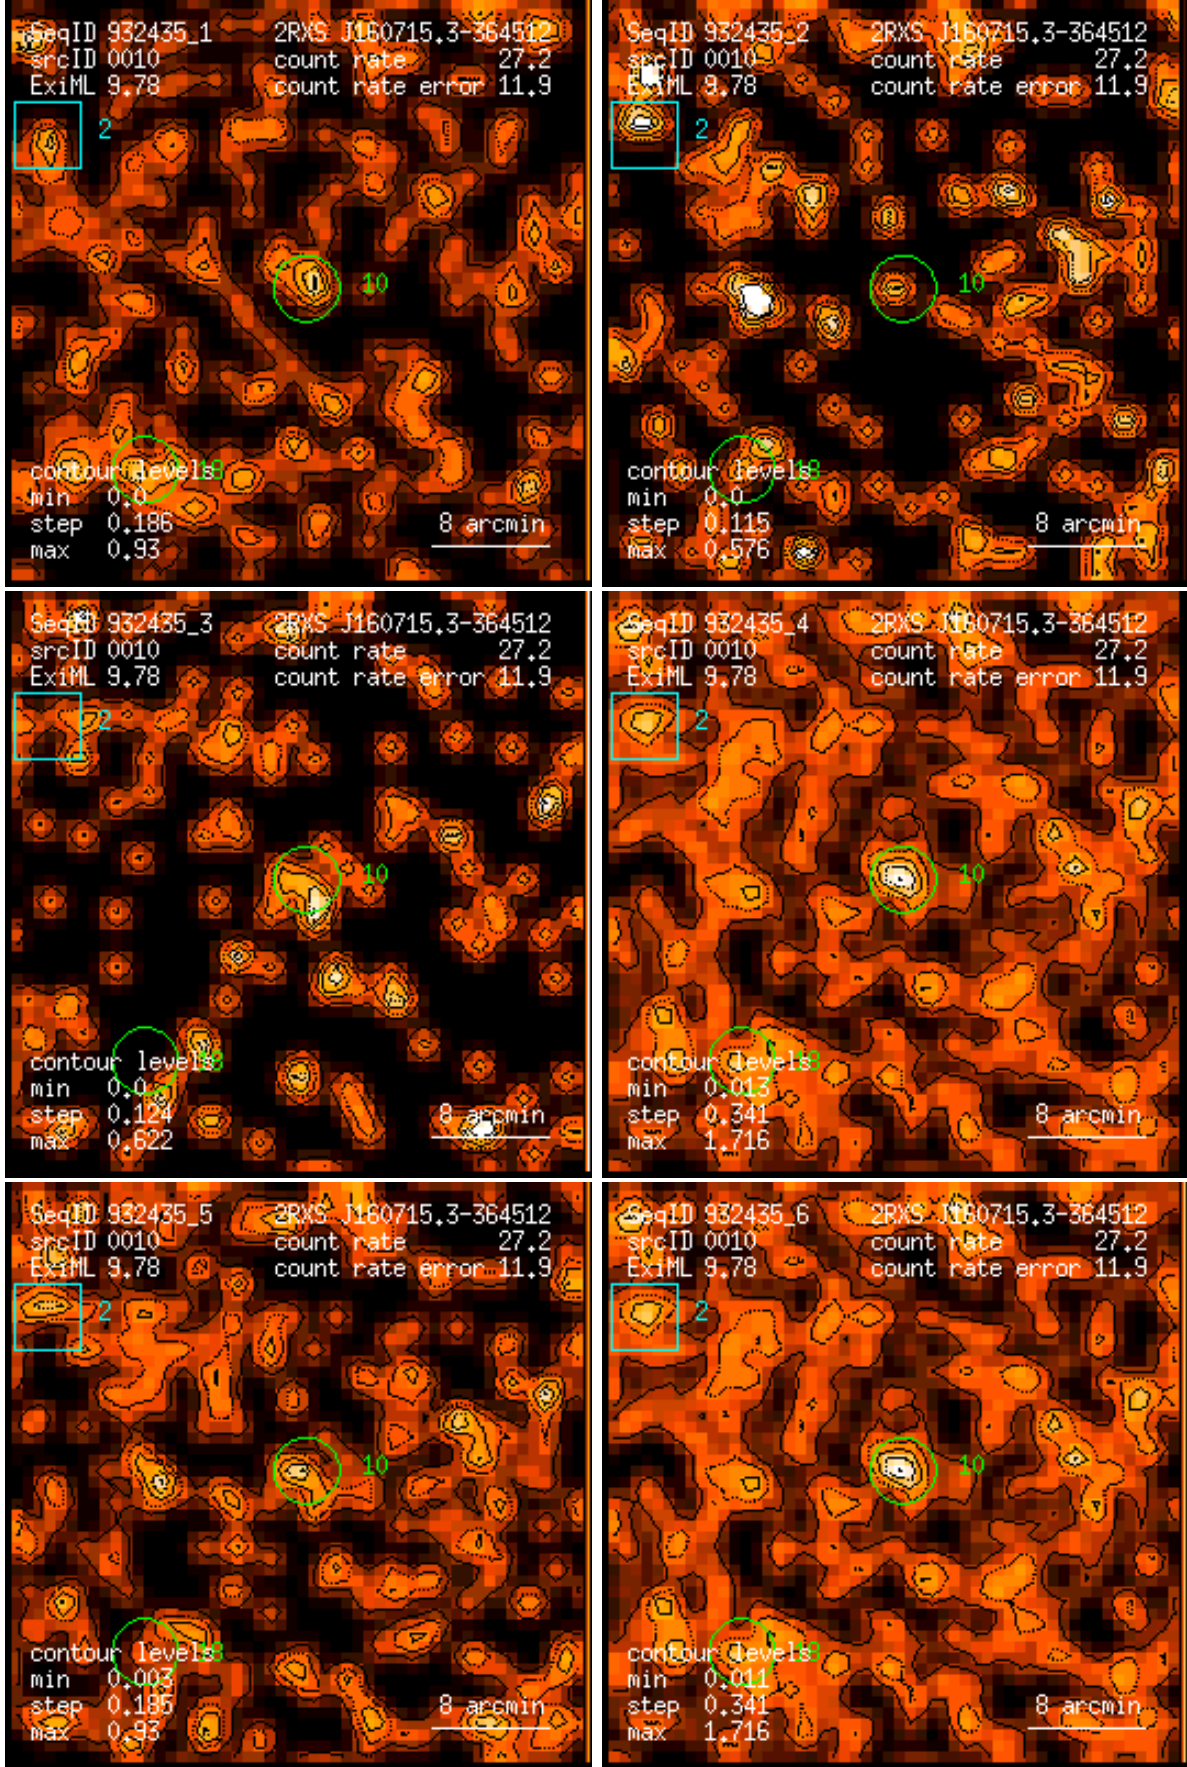 SeqID 932435_1 2RXS J160715.3-364512
srcID 0010 count rate 27.2
ExiML 9.78 count rate error 11.9
2
10
18
contour levels
min 0.0
step 0.186 8 arcmin
max 0.93
SeqID 932435_2 2RXS J160715.3-364512
srcID 0010 count rate 27.2
ExiML 9.78 count rate error 11.9
2
10
18
contour levels
min 0.0
step 0.115 8 arcmin
max 0.576
SeqID 932435_3 2RXS J160715.3-364512
srcID 0010 count rate 27.2
ExiML 9.78 count rate error 11.9
2
10
18
contour levels
min 0.0
step 0.124 8 arcmin
max 0.622
SeqID 932435_4 2RXS J160715.3-364512
srcID 0010 count rate 27.2
ExiML 9.78 count rate error 11.9
2
10
18
contour levels
min 0.013
step 0.341 8 arcmin
max 1.716
SeqID 932435_5 2RXS J160715.3-364512
srcID 0010 count rate 27.2
ExiML 9.78 count rate error 11.9
2
10
18
contour levels
min 0.003
step 0.185 8 arcmin
max 0.93
SeqID 932435_6 2RXS J160715.3-364512
srcID 0010 count rate 27.2
ExiML 9.78 count rate error 11.9
2
10
18
contour levels
min 0.011
step 0.341 8 arcmin
max 1.716